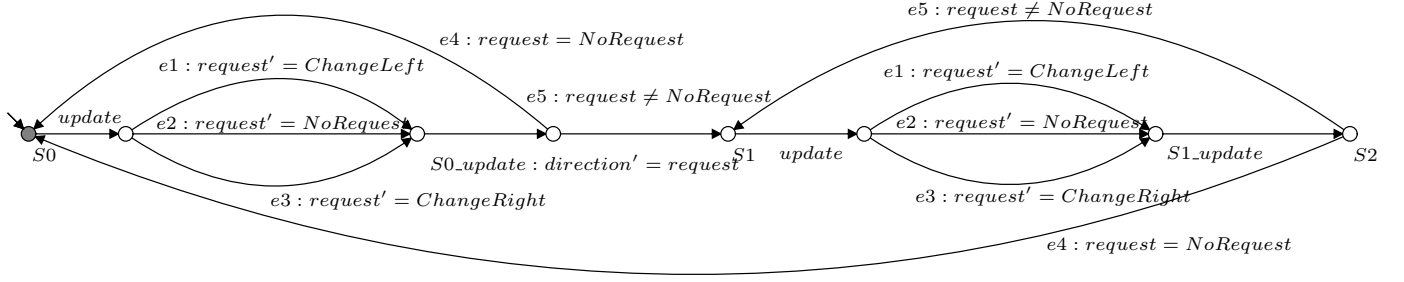 e5 : request ≠ NoRequest
e4 : request = NoRequest
e1 : request′ = ChangeLeft
e1 : request′ = ChangeLeft
e5 : request ≠ NoRequest
update
e2 : request′ = NoRequest
e2 : request′ = NoRequest
S0
S0_update : direction′ = request
S1
update
S1_update
S2
e3 : request′ = ChangeRight
e3 : request′ = ChangeRight
e4 : request = NoRequest